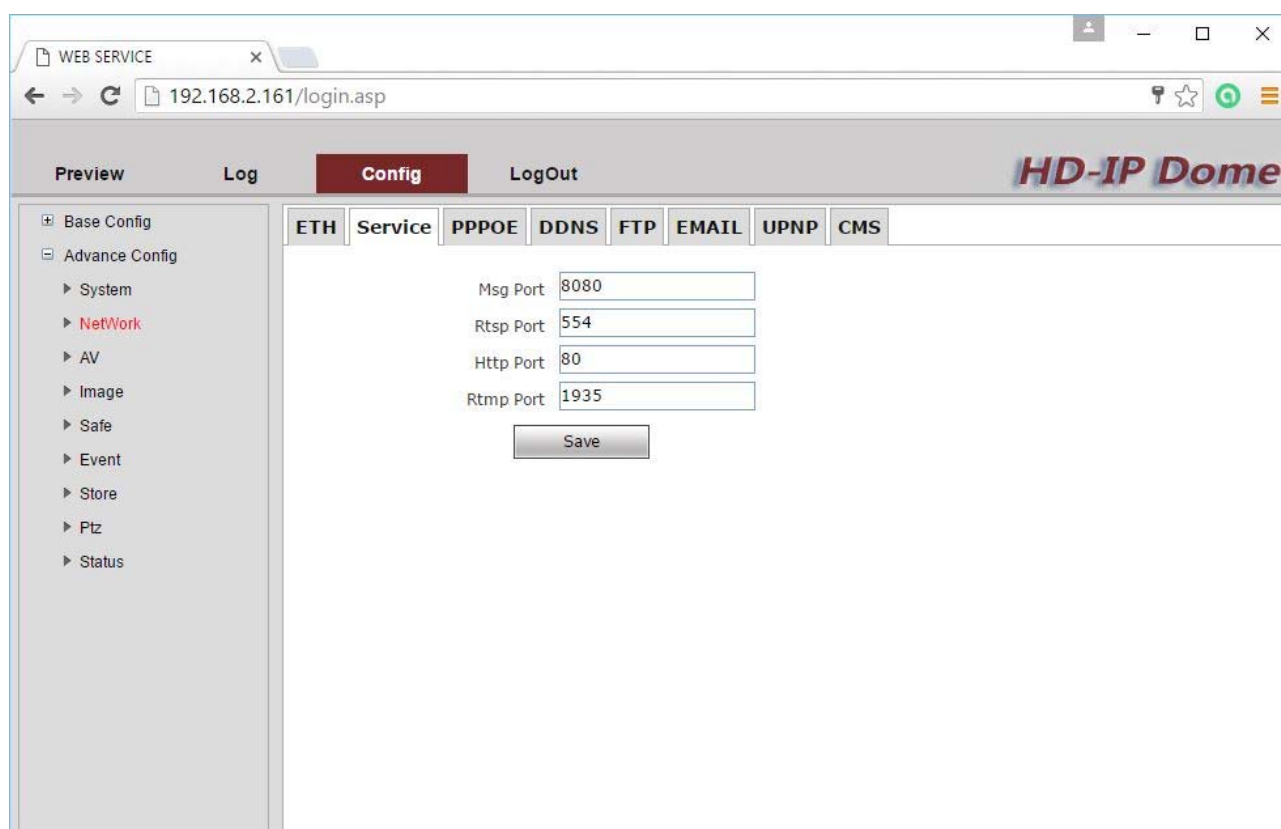 WEB SERVICE
192.168.2.161/login.asp
Preview Log Config LogOut HD-IP Dome
Base Config
Advance Config
System
NetWork
AV
Image
Safe
Event
Store
Ptz
Status
ETH Service PPPOE DDNS FTP EMAIL UPNP CMS
Msg Port 8080
Rtsp Port 554
Http Port 80
Rtmp Port 1935
Save